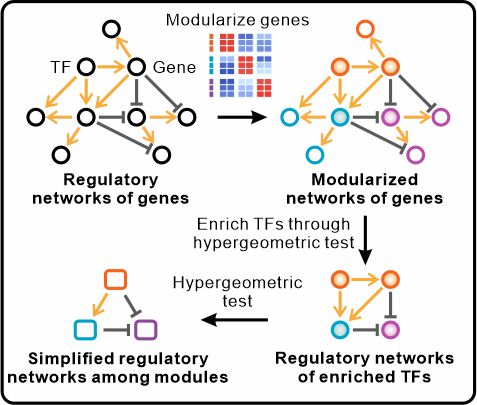 Modularize genes
TF
Gene
Regulatory
networks of genes
Modularized
networks of genes
Enrich TFs through
hypergeometric test
Hypergeometric
test
Simplified regulatory
networks among modules
Regulatory networks
of enriched TFs